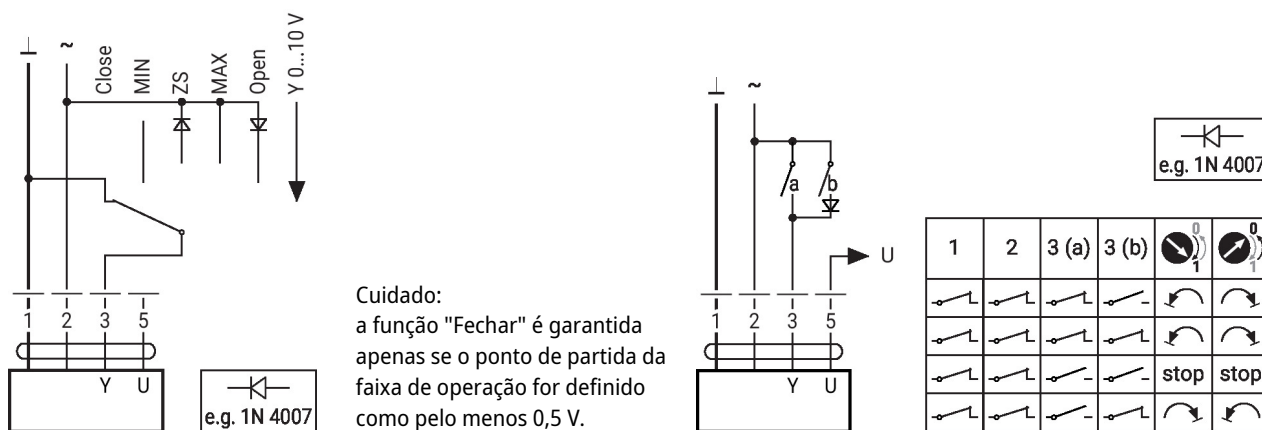 ⊥ ~ Close MIN ZS MAX Open Y 0...10 V
1 2 3 5
Y U
e.g. 1N 4007
Cuidado:
a função "Fechar" é garantida
apenas se o ponto de partida da
faixa de operação for definido
como pelo menos 0,5 V.
⊥ ~
a b
U
1 2 3 5
Y U
e.g. 1N 4007
1 2 3 (a) 3 (b) 0 1 0 1
stop stop